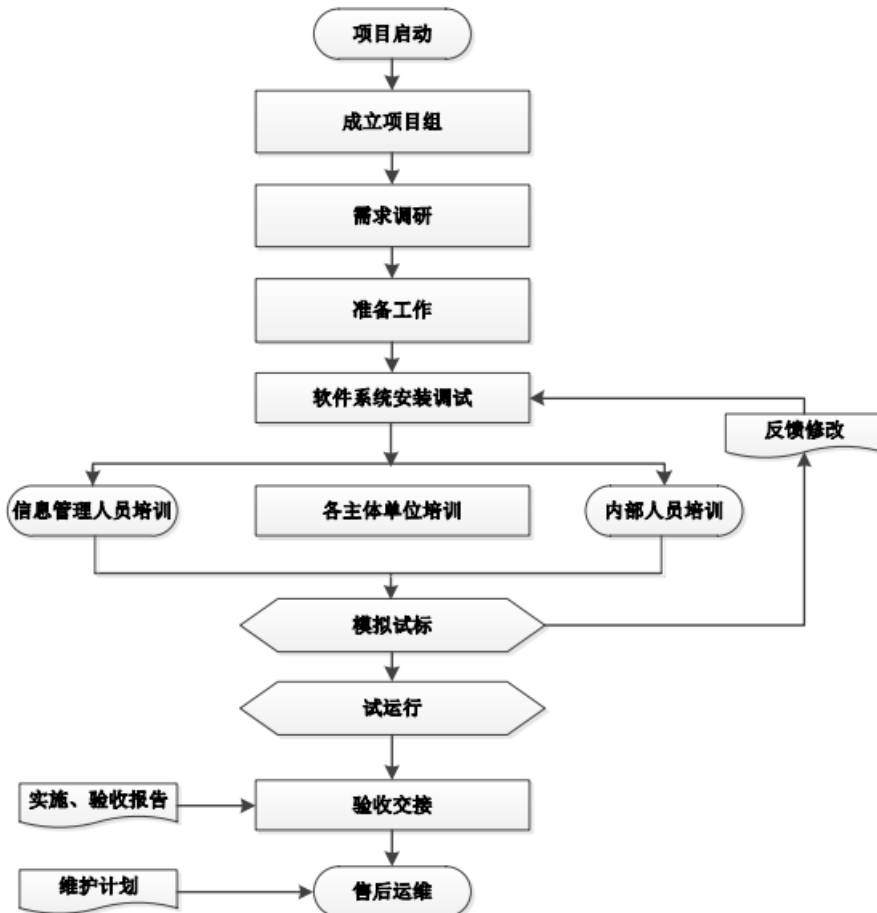 项目启动
成立项目组
需求调研
准备工作
软件系统安装调试
反馈修改
信息管理人员培训
各主体单位培训
内部人员培训
模拟试标
试运行
实施、验收报告
验收交接
维护计划
售后运维